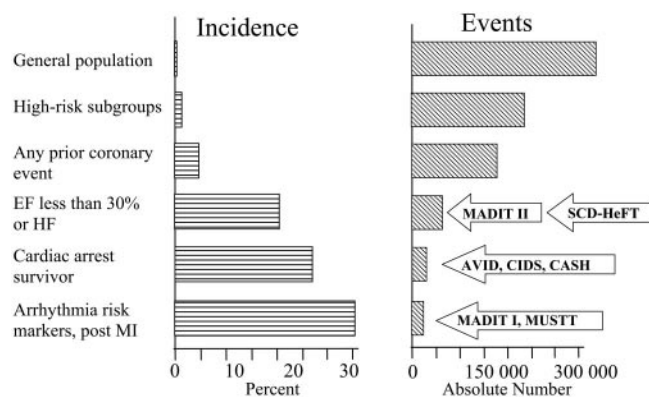 Incidence
Events
General population
High-risk subgroups
Any prior coronary
event
EF less than 30%
or HF
MADIT II
SCD-HeFT
Cardiac arrest
survivor
AVID, CIDS, CASH
Arrhythmia risk
markers, post MI
MADIT I, MUSTT
0 10 20 30
Percent
0 150 000 300 000
Absolute Number